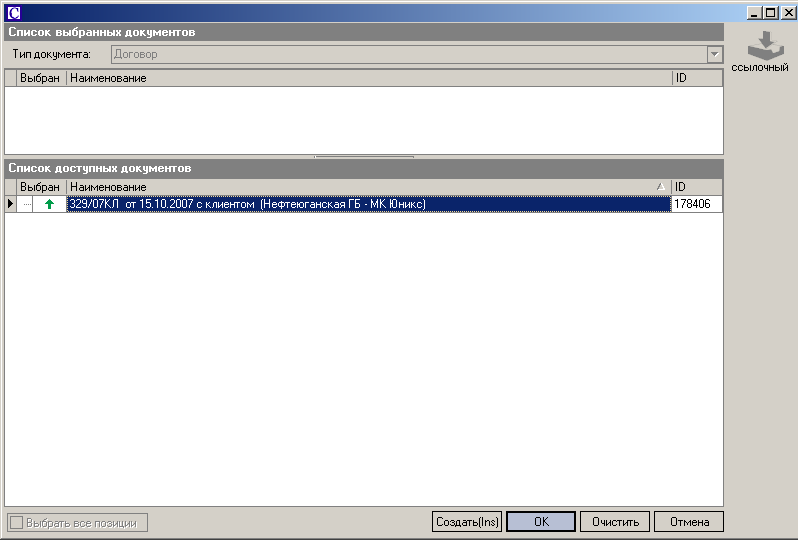 C
Список выбранных документов
Тип документа: Договор
ссылочный
Выбран Наименование ID
Список доступных документов
Выбран Наименование ID
329/07КЛ от 15.10.2007 с клиентом (Нефтеюганская ГБ - МК Юникс) 178406
Выбрать все позиции Создать(Ins) OK Очистить Отмена